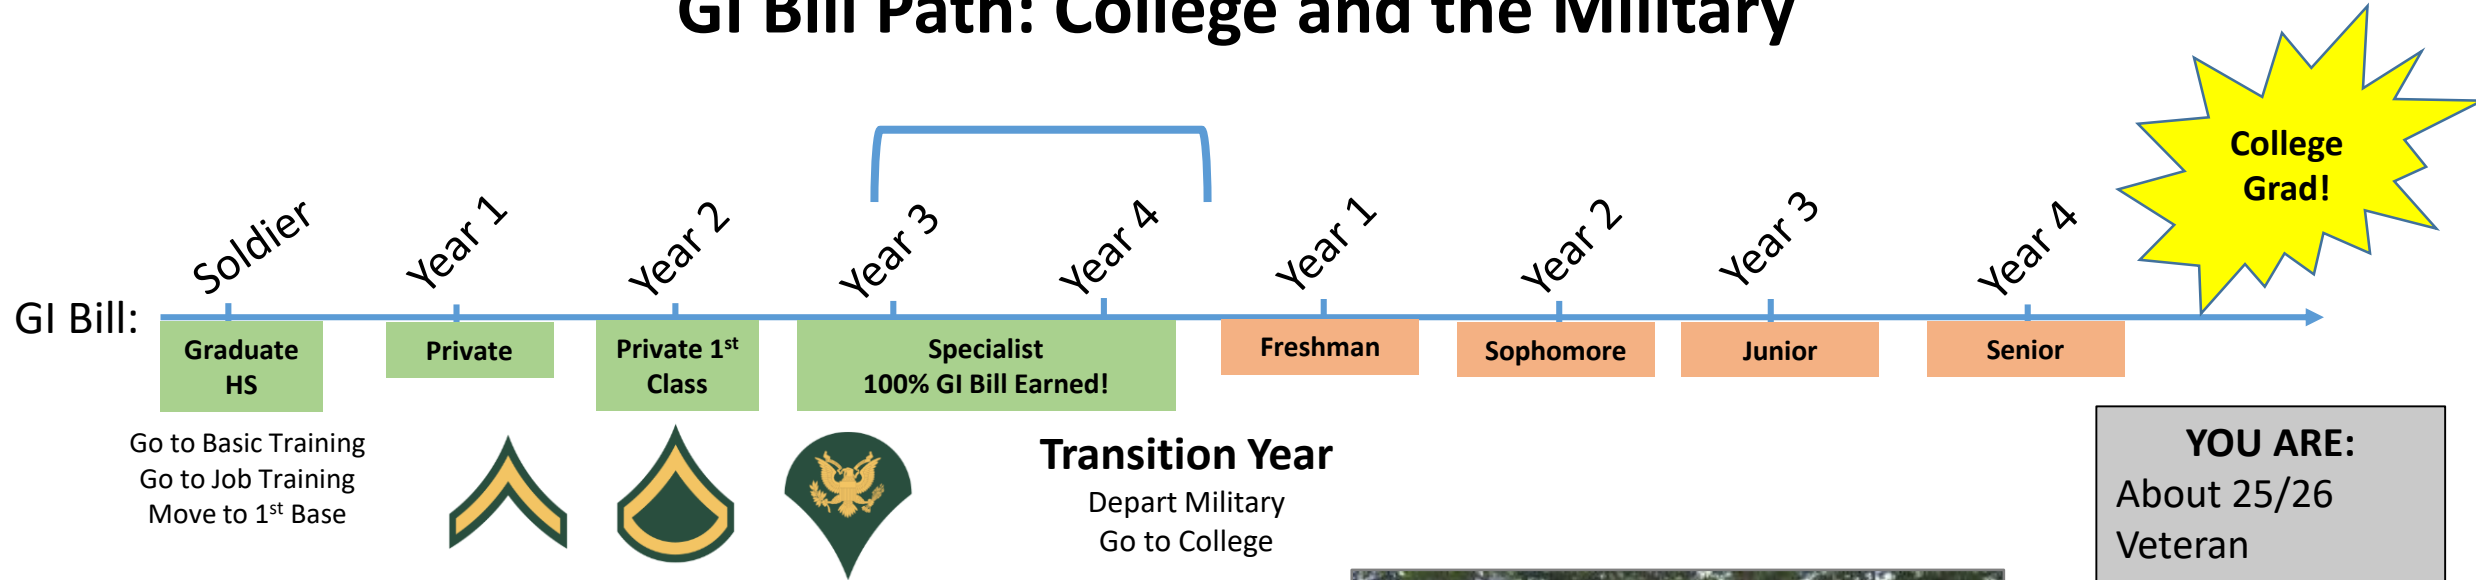 GI Bill Path: College and the Military
College
Grad!
Soldier
Year 1
Year 2
Year 3
Year 4
Year 1
Year 2
Year 3
Year 4
GI Bill:
Graduate
HS
Private
Private 1st
Class
Specialist
100% GI Bill Earned!
Freshman
Sophomore
Junior
Senior
Go to Basic Training
Go to Job Training
Move to 1st Base
Transition Year
Depart Military
Go to College
YOU ARE:
About 25/26
Veteran